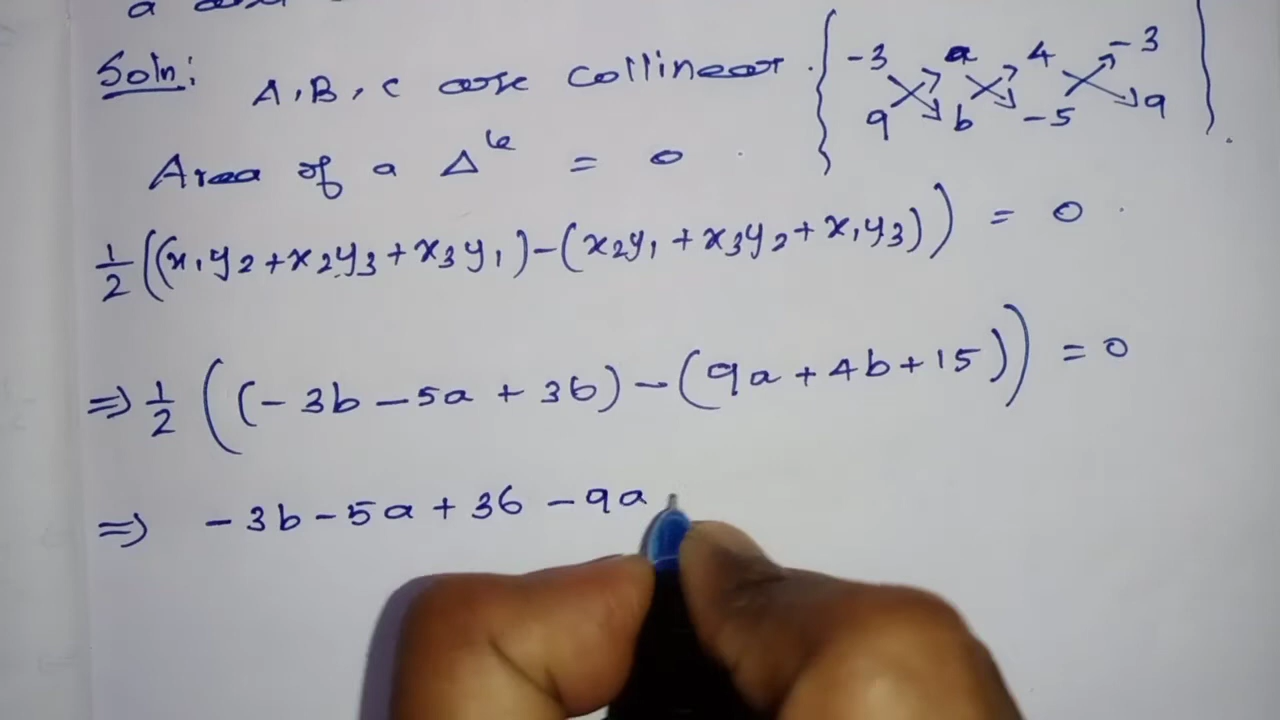 a
Soln: A, B, C are collinear.
Area of a Δle = 0
{ -3 a 4 -3
9 b -5 9 }
1/2 ((x₁y₂ + x₂y₃ + x₃y₁) - (x₂y₁ + x₃y₂ + x₁y₃)) = 0
⇒ 1/2 ((-3b - 5a + 36) - (9a + 4b + 15)) = 0
⇒ -3b - 5a + 36 - 9a